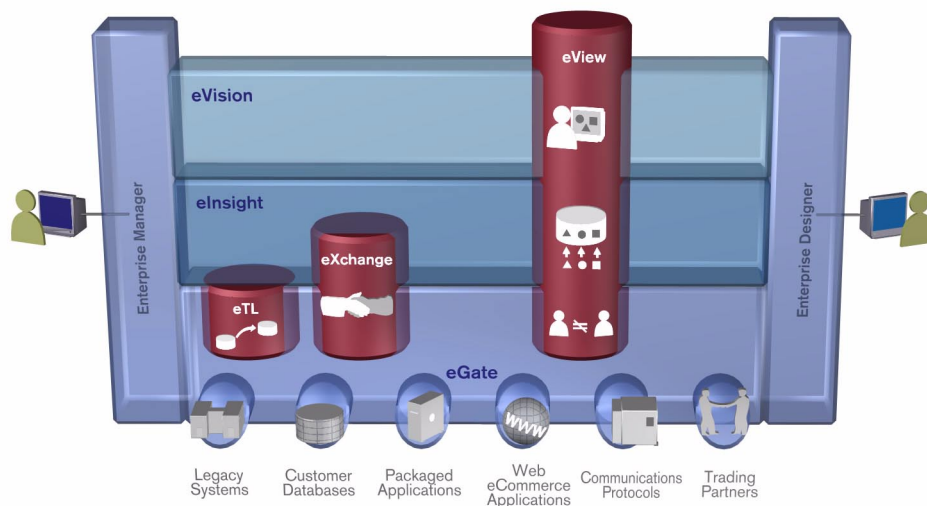 eView
eVision
eInsight
eXchange
eTL
eGate
Enterprise Manager
Enterprise Designer
WWW
Legacy
Systems
Customer
Databases
Packaged
Applications
Web
eCommerce
Applications
Communications
Protocols
Trading
Partners